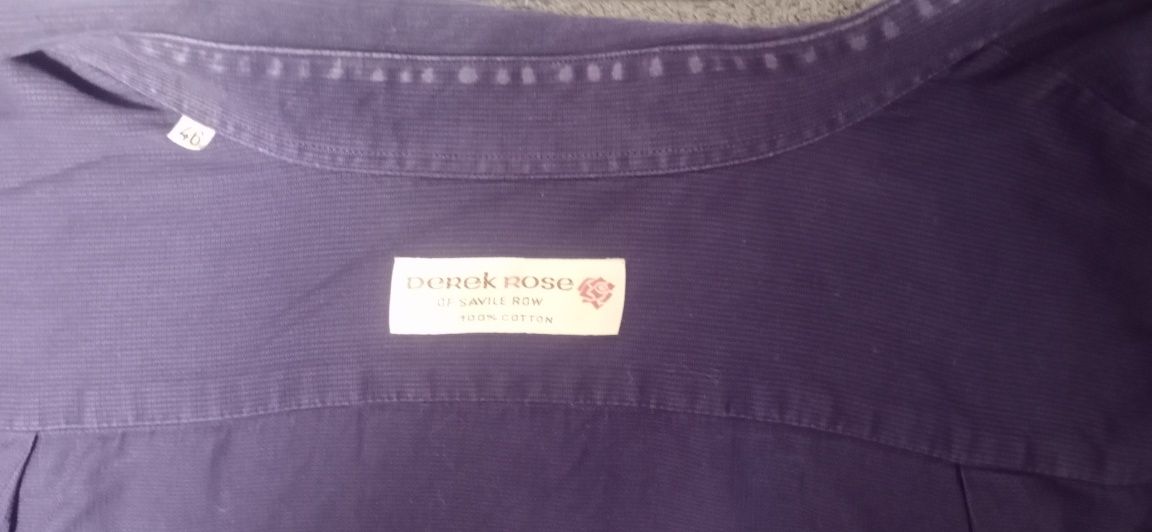 46
Derek Rose
OF SAVILE ROW
100% COTTON